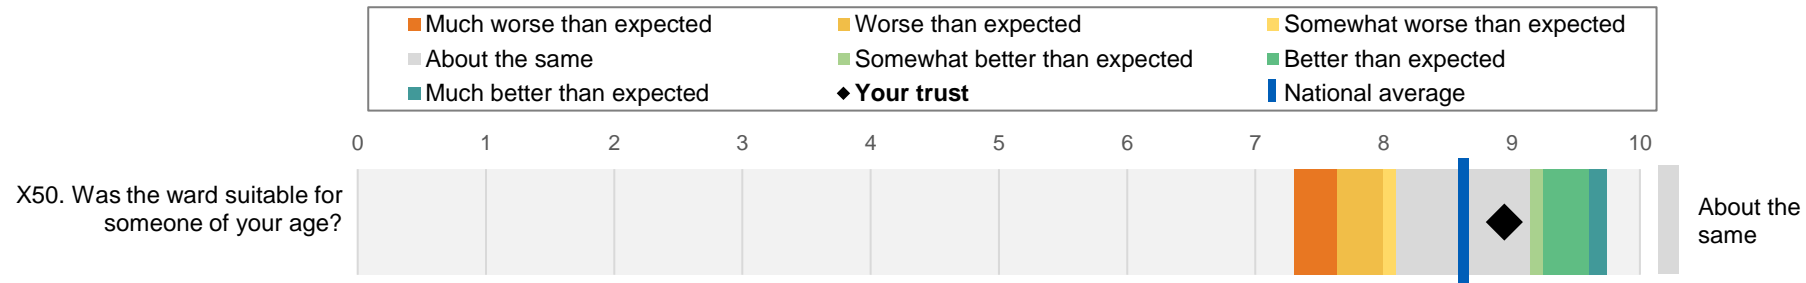 Much worse than expected
Worse than expected
Somewhat worse than expected
About the same
Somewhat better than expected
Better than expected
Much better than expected
Your trust
National average
0 1 2 3 4 5 6 7 8 9 10
X50. Was the ward suitable for
someone of your age?
About the
same